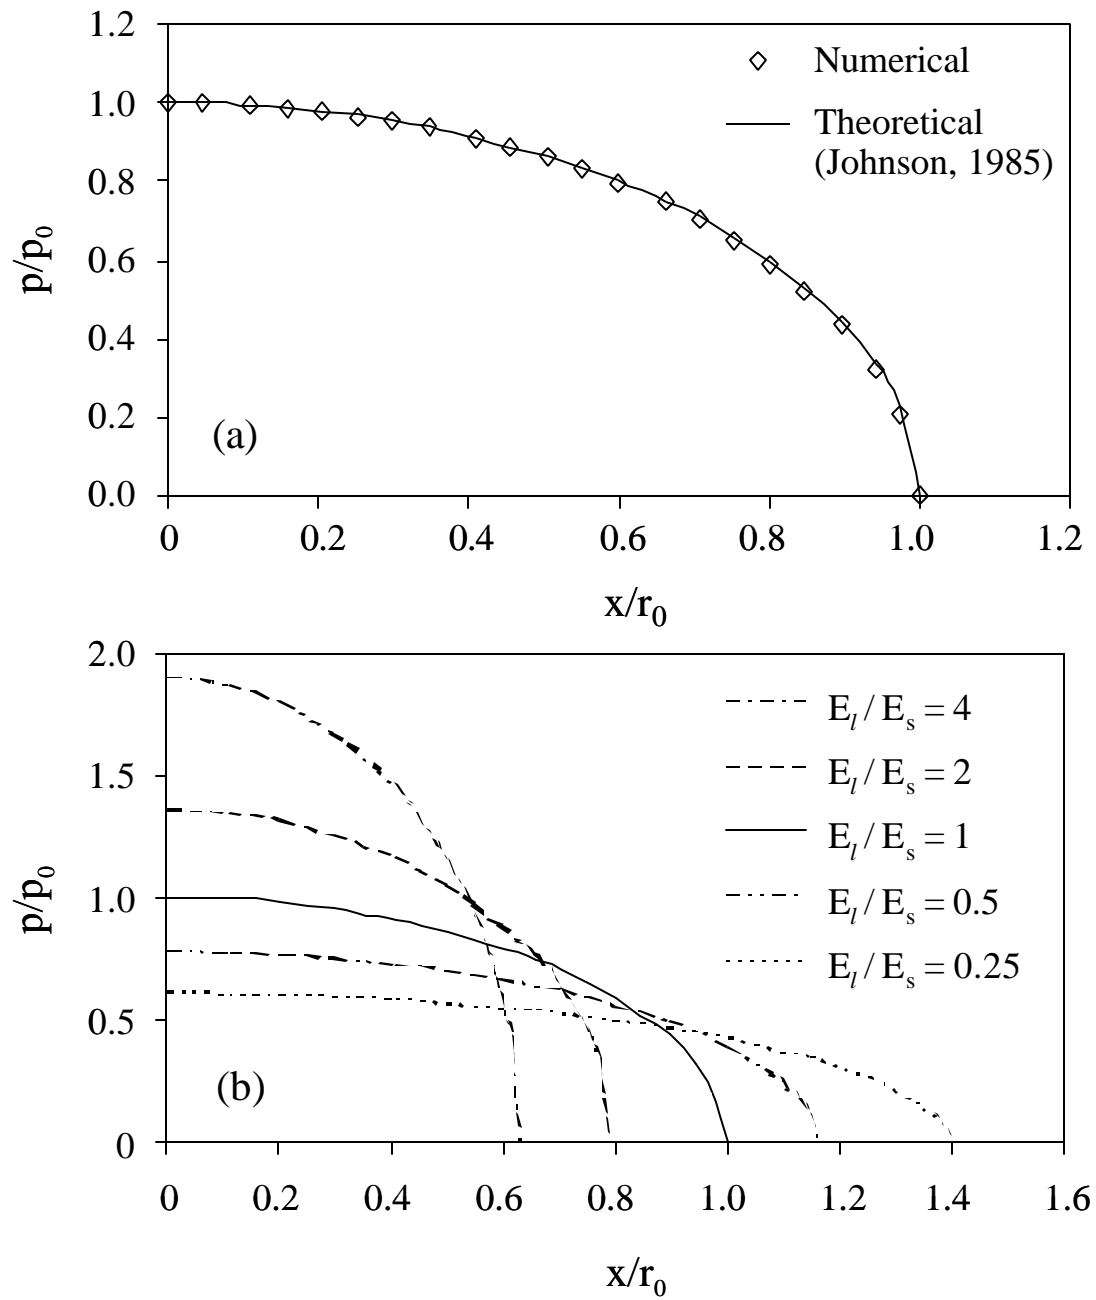 1.2
1.0
0.8
0.6
0.4
0.2
0.0
p/p0
Numerical
Theoretical
(Johnson, 1985)
(a)
0 0.2 0.4 0.6 0.8 1.0 1.2
x/r0
2.0
1.5
1.0
0.5
0
p/p0
El/Es = 4
El/Es = 2
El/Es = 1
El/Es = 0.5
El/Es = 0.25
(b)
0 0.2 0.4 0.6 0.8 1.0 1.2 1.4 1.6
x/r0